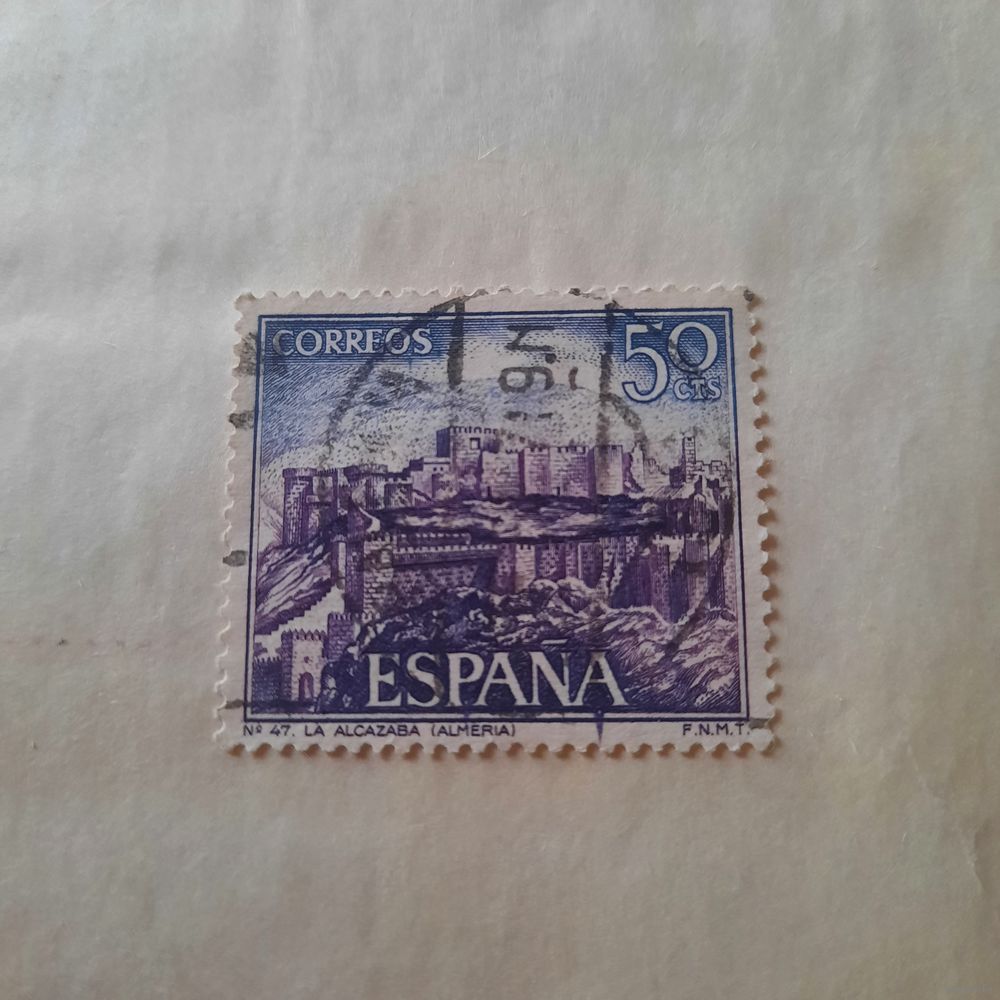 CORREOS
50
CTS
ESPAÑA
Nº 47. LA ALCAZABA (ALMERIA)
F.N.M.T.